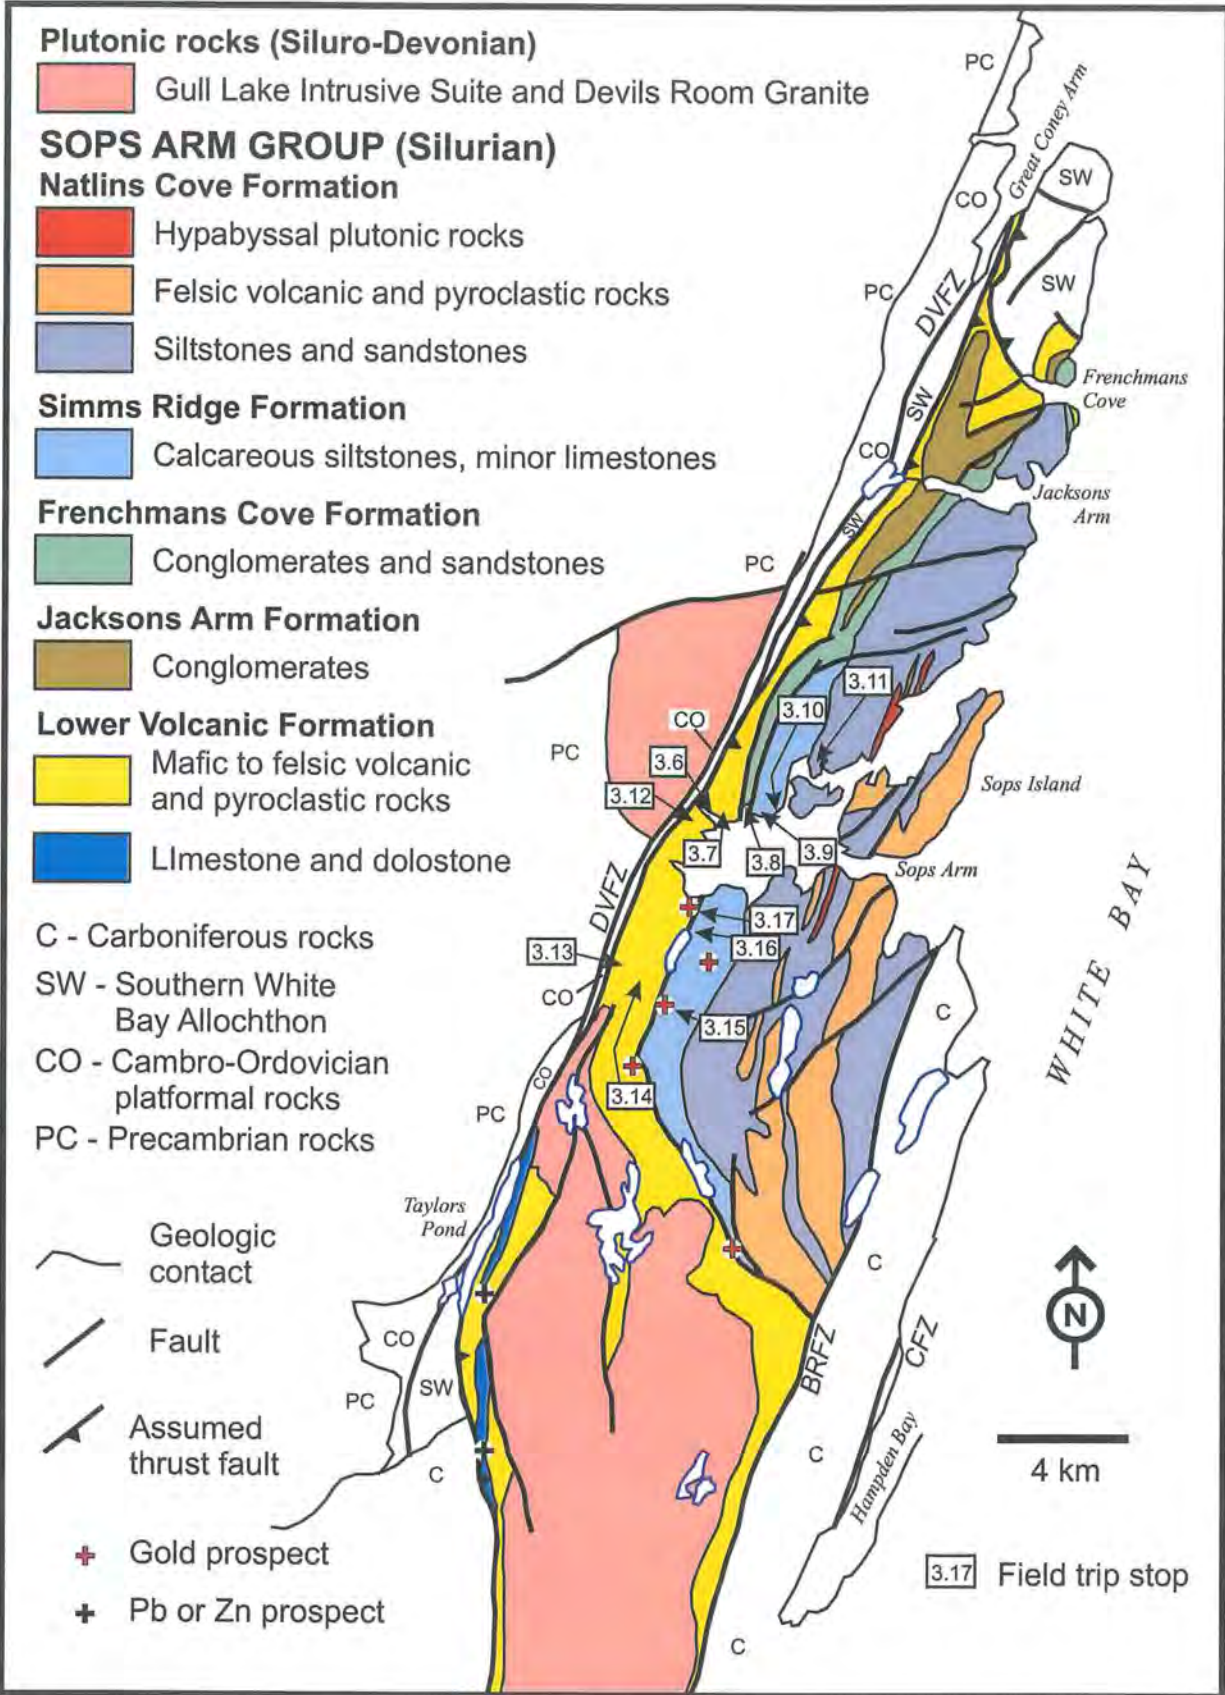 Plutonic rocks (Siluro-Devonian)
Gull Lake Intrusive Suite and Devils Room Granite
SOPS ARM GROUP (Silurian)
Natlins Cove Formation
Hypabyssal plutonic rocks
Felsic volcanic and pyroclastic rocks
Siltstones and sandstones
Simms Ridge Formation
Calcareous siltstones, minor limestones
Frenchmans Cove Formation
Conglomerates and sandstones
Jacksons Arm Formation
Conglomerates
Lower Volcanic Formation
Mafic to felsic volcanic
and pyroclastic rocks
LImestone and dolostone
C - Carboniferous rocks
SW - Southern White
Bay Allochthon
CO - Cambro-Ordovician
platformal rocks
PC - Precambrian rocks
Geologic
contact
Fault
Assumed
thrust fault
Gold prospect
Pb or Zn prospect
PC
Great Coney Arm
SW
CO
SW
PC
DVFZ
Frenchmans
Cove
SW
CO
Jacksons
Arm
SW
PC
3.11
3.10
CO
PC
3.6
Sops Island
3.12
3.7
3.8
3.9
Sops Arm
DVFZ
3.17
3.16
3.13
CO
3.15
C
WHITE BAY
CO
3.14
PC
Taylors
Pond
C
N
CO
BRFZ
CFZ
PC
SW
C
C
4 km
Hampden Bay
3.17
Field trip stop
C